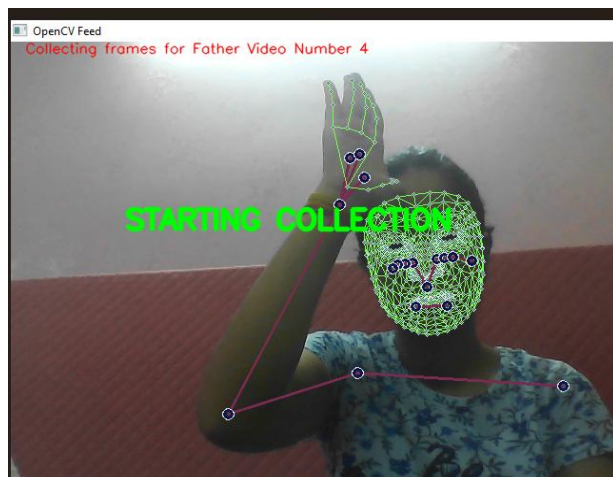 OpenCV Feed
Collecting frames for Father Video Number 4
STARTING COLLECTION